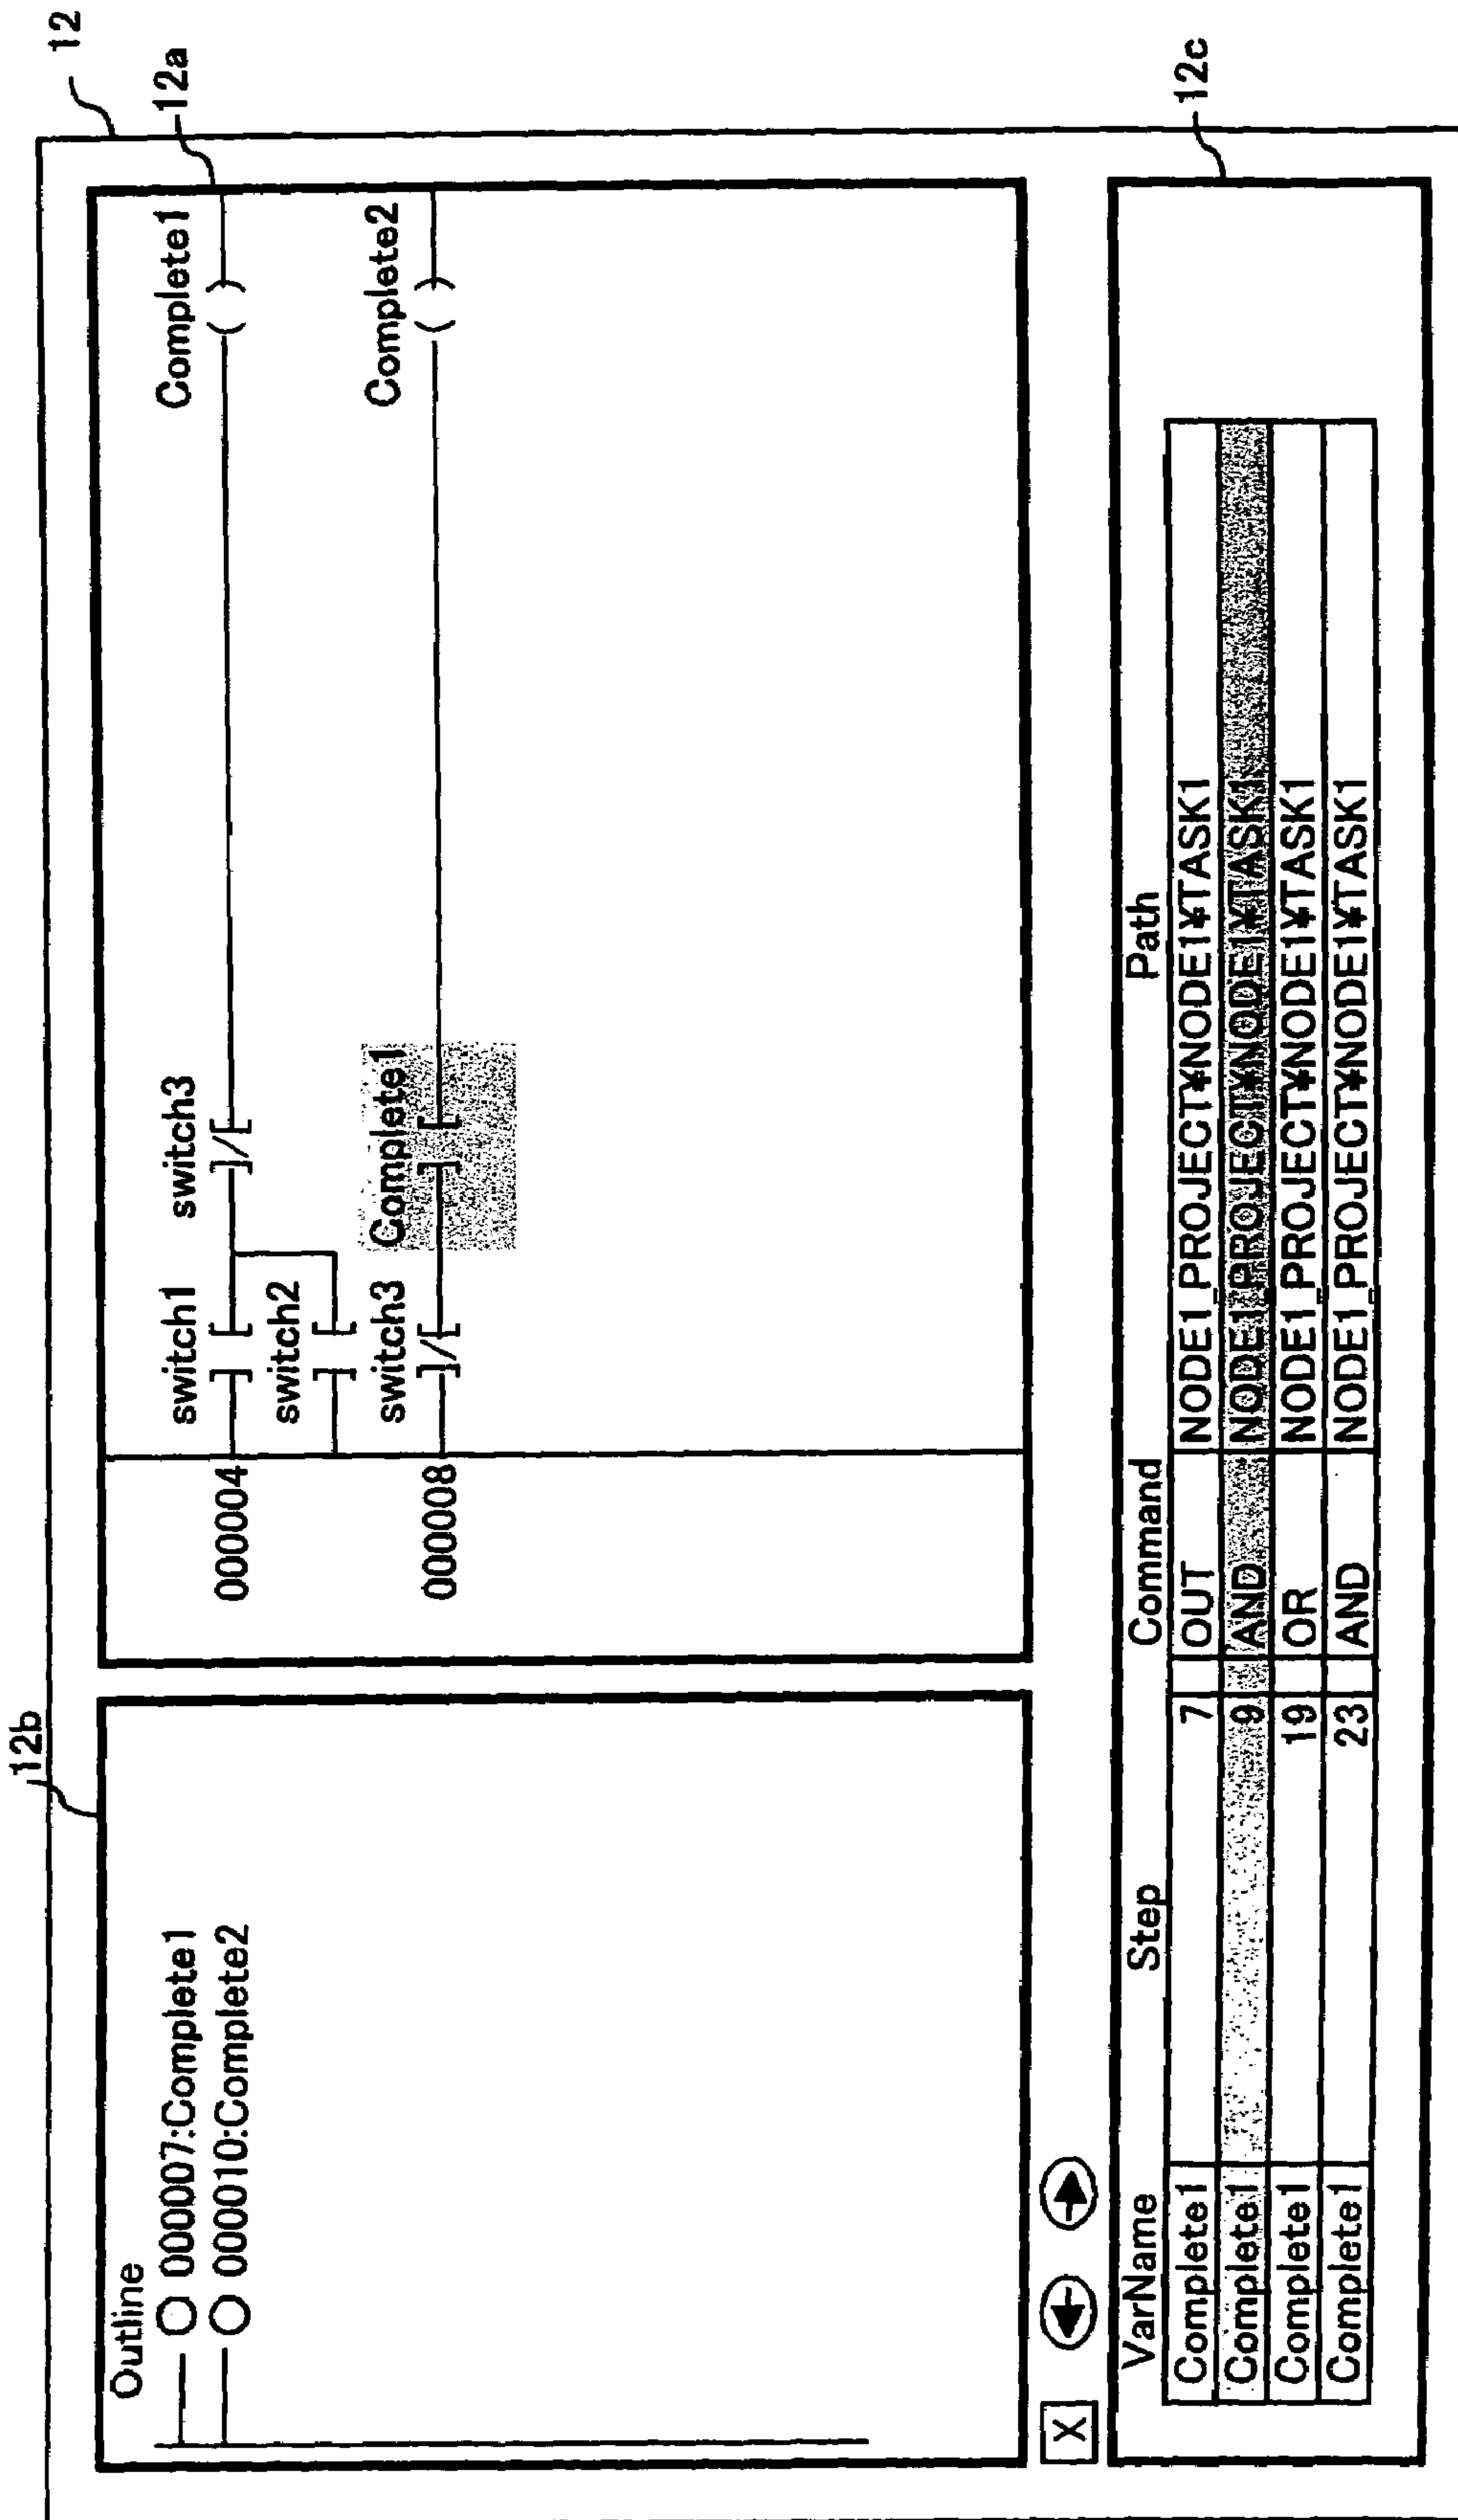 12
12b
12a
Outline
000007:Complete1
000010:Complete2
switch1
switch3
Complete1
000004
] [
]/[
( )
switch2
] [
switch3
Complete1
Complete2
000008
]/[
] [
( )
X
12c
VarName Step Command Path
Complete1 7 OUT NODE1_PROJECT¥NODE1¥TASK1
Complete1 9 AND NODE1_PROJECT¥NODE1¥TASK1
Complete1 19 OR NODE1_PROJECT¥NODE1¥TASK1
Complete1 23 AND NODE1_PROJECT¥NODE1¥TASK1